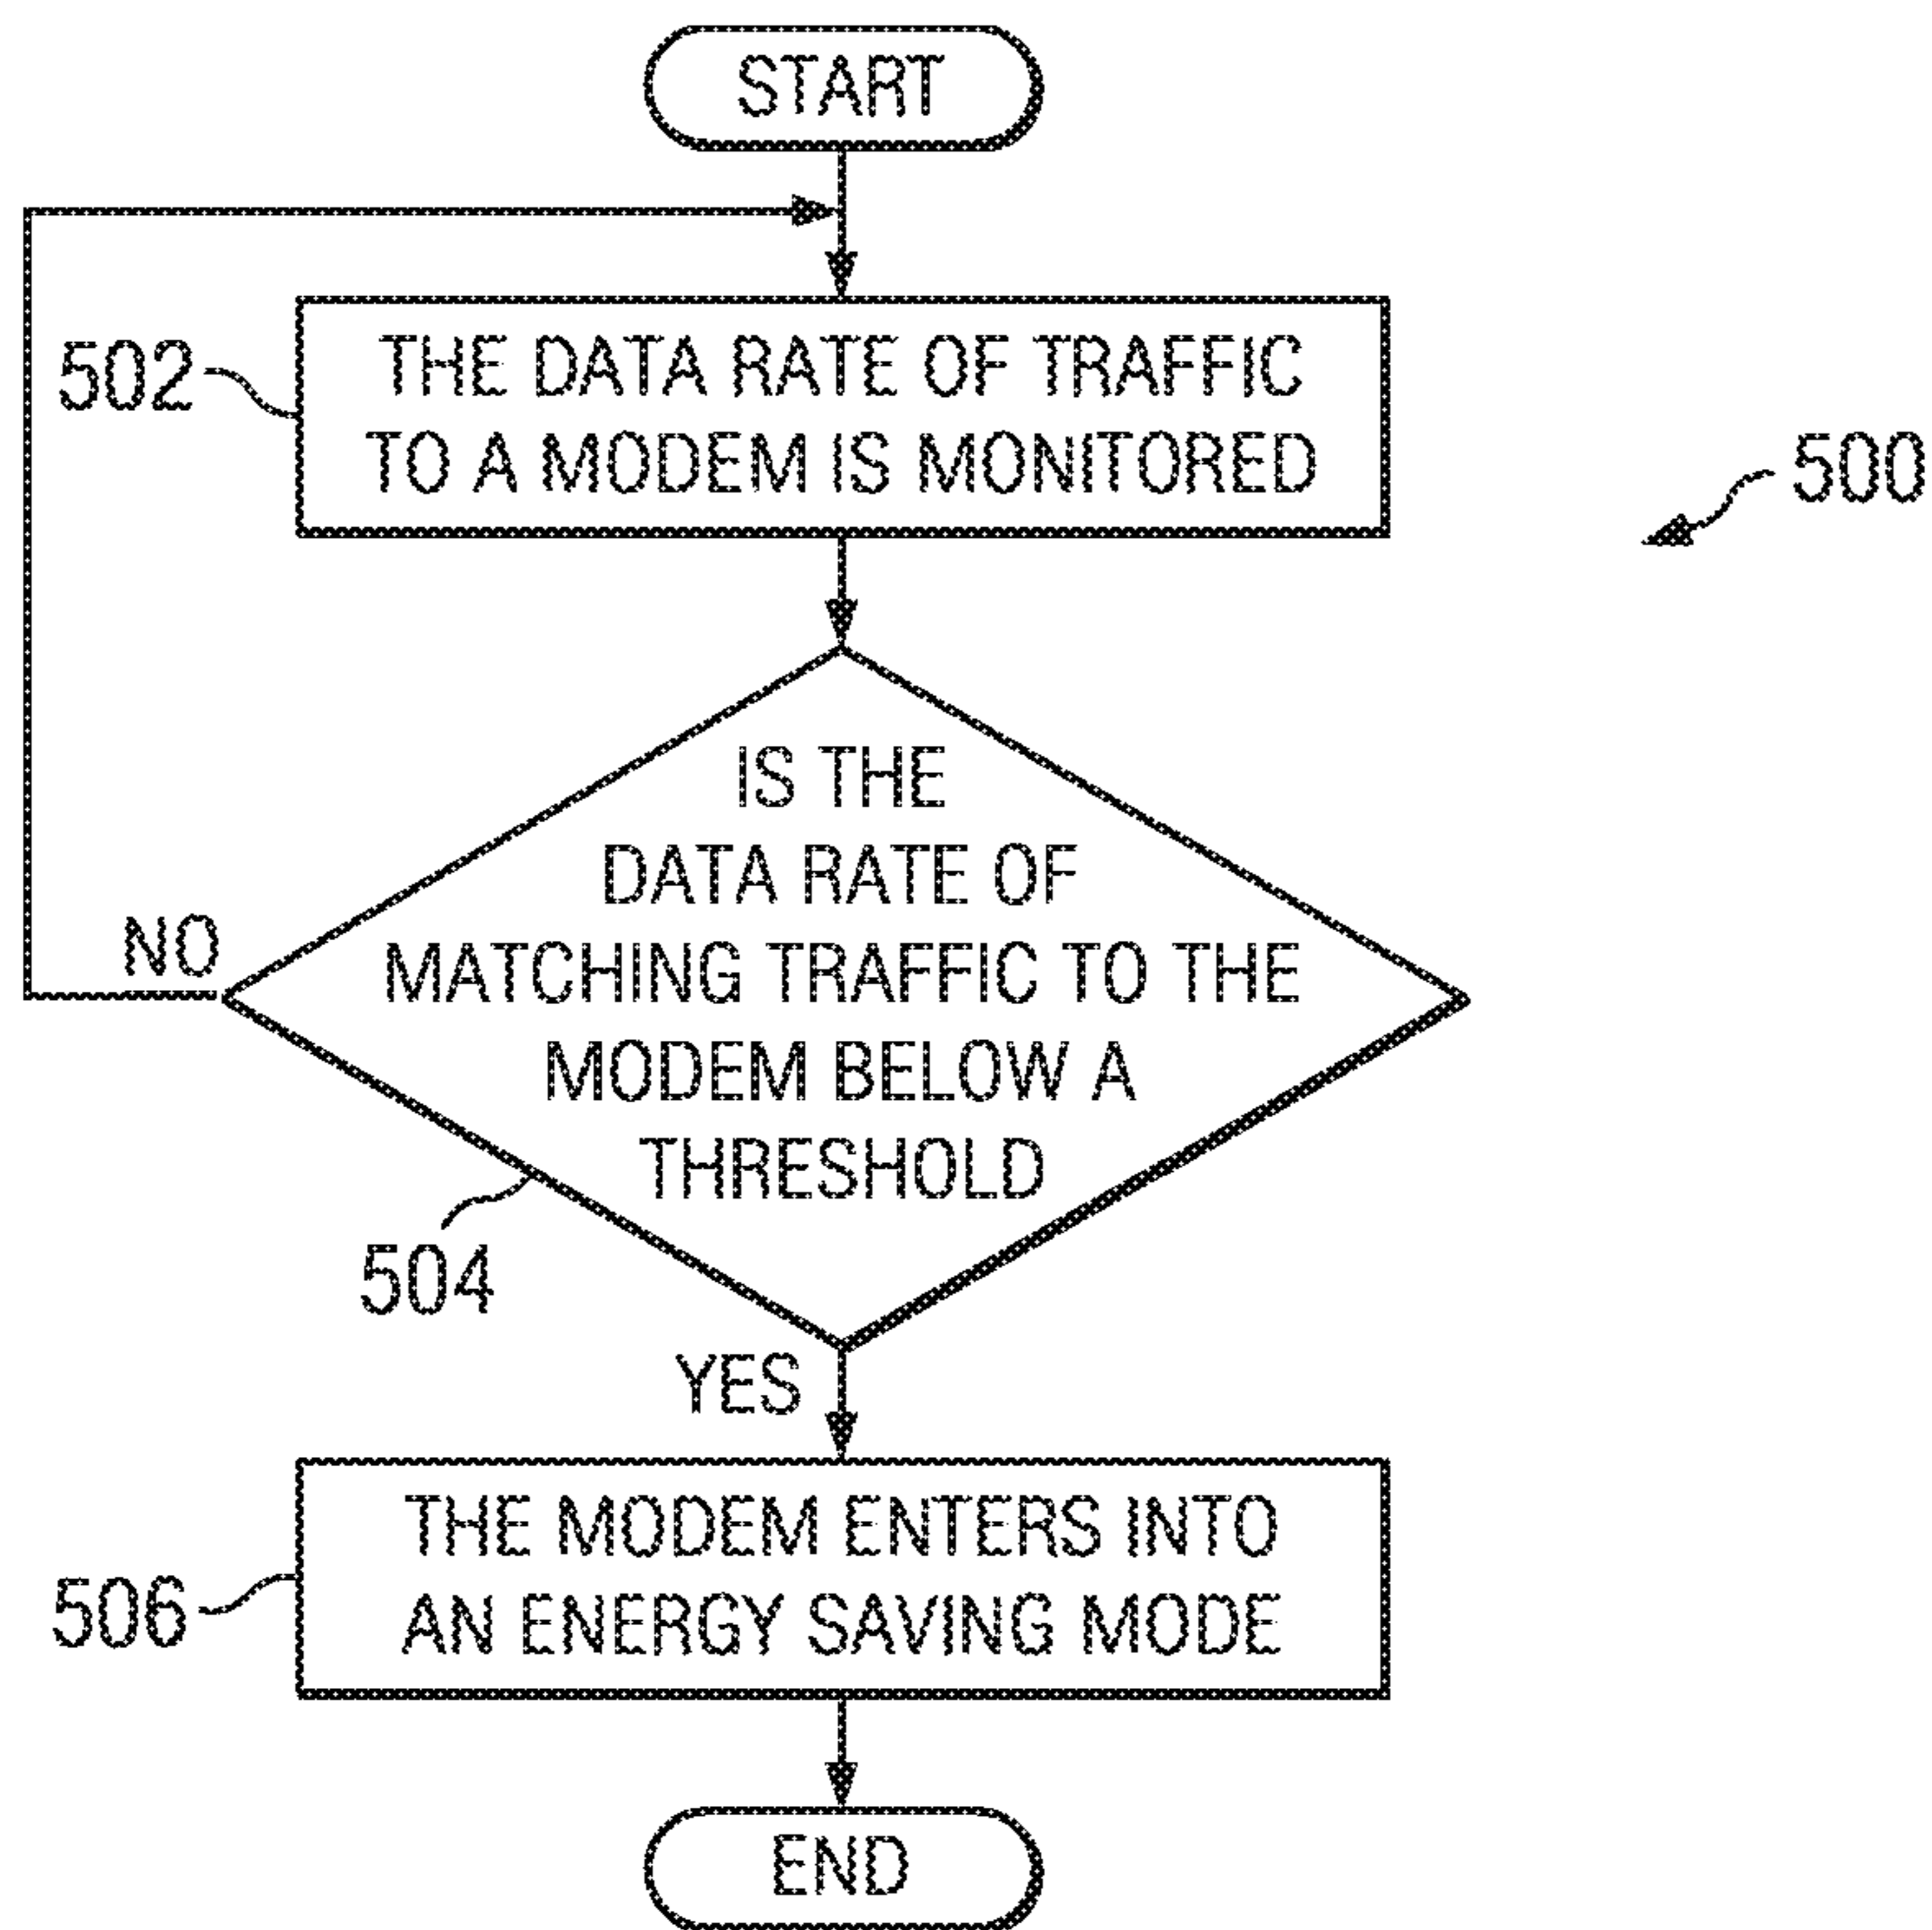 START
502
THE DATA RATE OF TRAFFIC
TO A MODEM IS MONITORED
500
IS THE
DATA RATE OF
MATCHING TRAFFIC TO THE
MODEM BELOW A
THRESHOLD
NO
504
YES
506
THE MODEM ENTERS INTO
AN ENERGY SAVING MODE
END